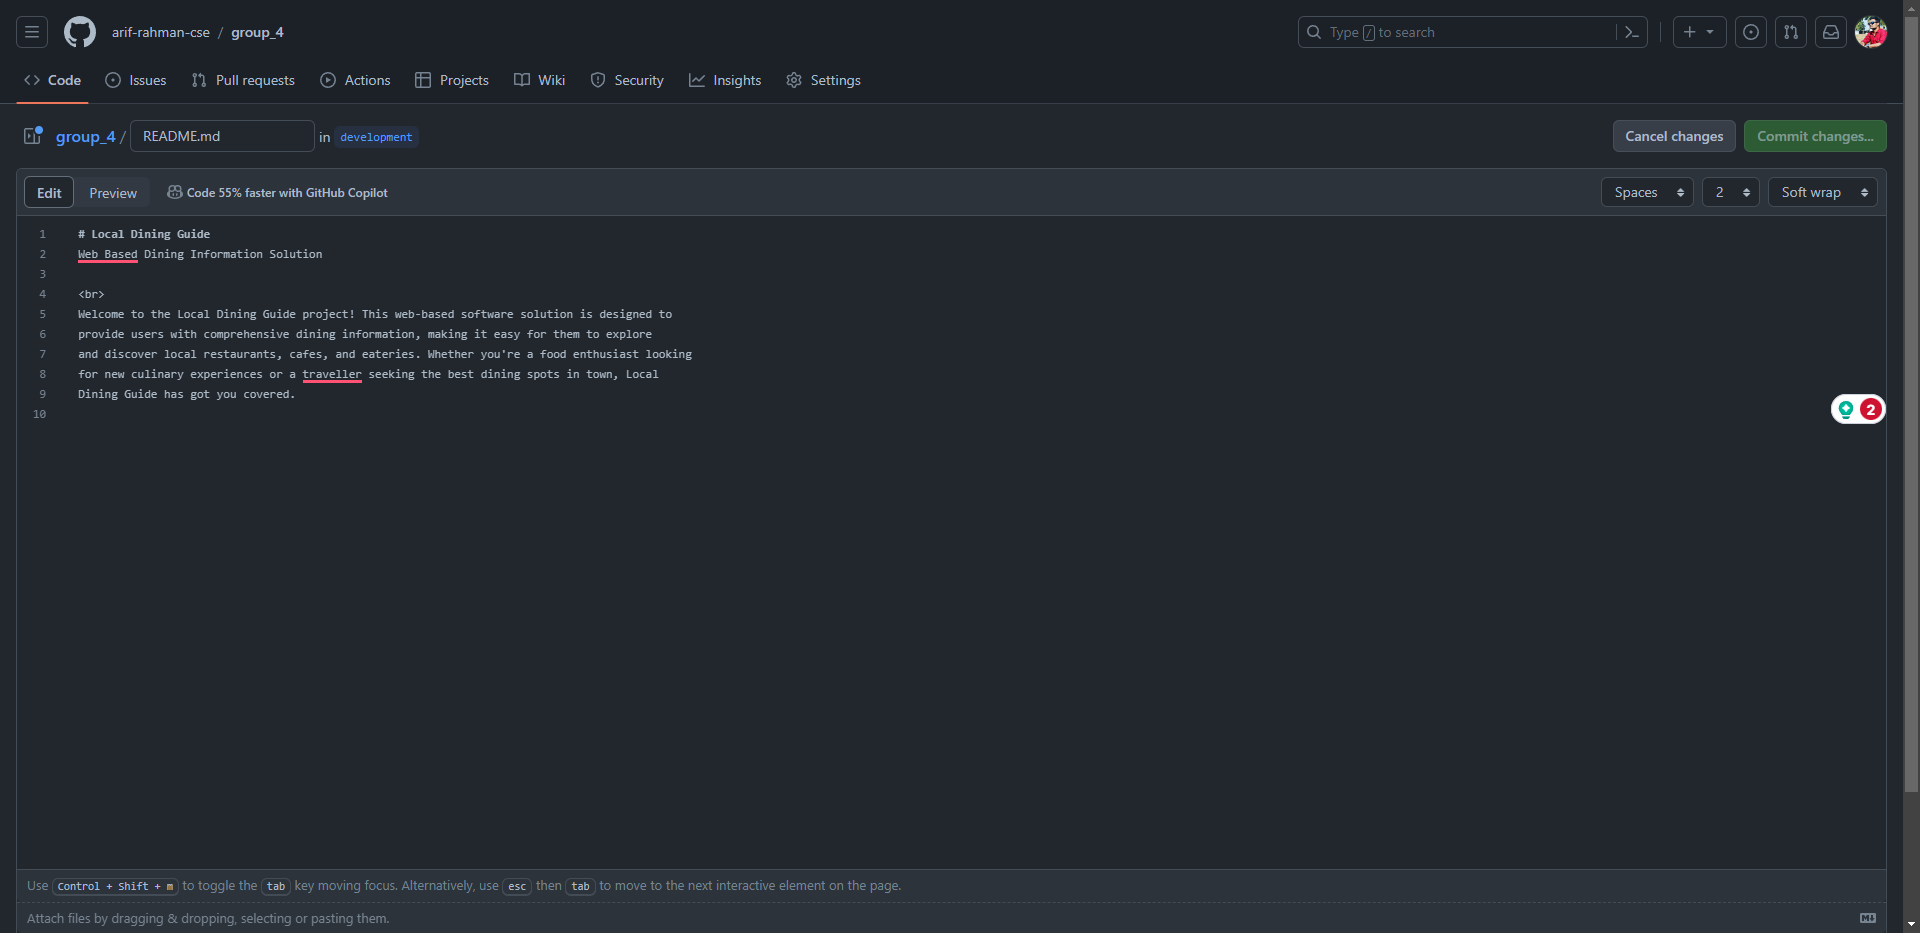 arif-rahman-cse / group_4
Type / to search
Code Issues Pull requests Actions Projects Wiki Security Insights Settings
group_4 / README.md in development
Cancel changes Commit changes...
Edit Preview Code 55% faster with GitHub Copilot
Spaces 2 Soft wrap
1 # Local Dining Guide
2 Web Based Dining Information Solution
3
4 <br>
5 Welcome to the Local Dining Guide project! This web-based software solution is designed to
6 provide users with comprehensive dining information, making it easy for them to explore
7 and discover local restaurants, cafes, and eateries. Whether you're a food enthusiast looking
8 for new culinary experiences or a traveller seeking the best dining spots in town, Local
9 Dining Guide has got you covered.
10
2
Use Control + Shift + m to toggle the tab key moving focus. Alternatively, use esc then tab to move to the next interactive element on the page.
Attach files by dragging & dropping, selecting or pasting them.